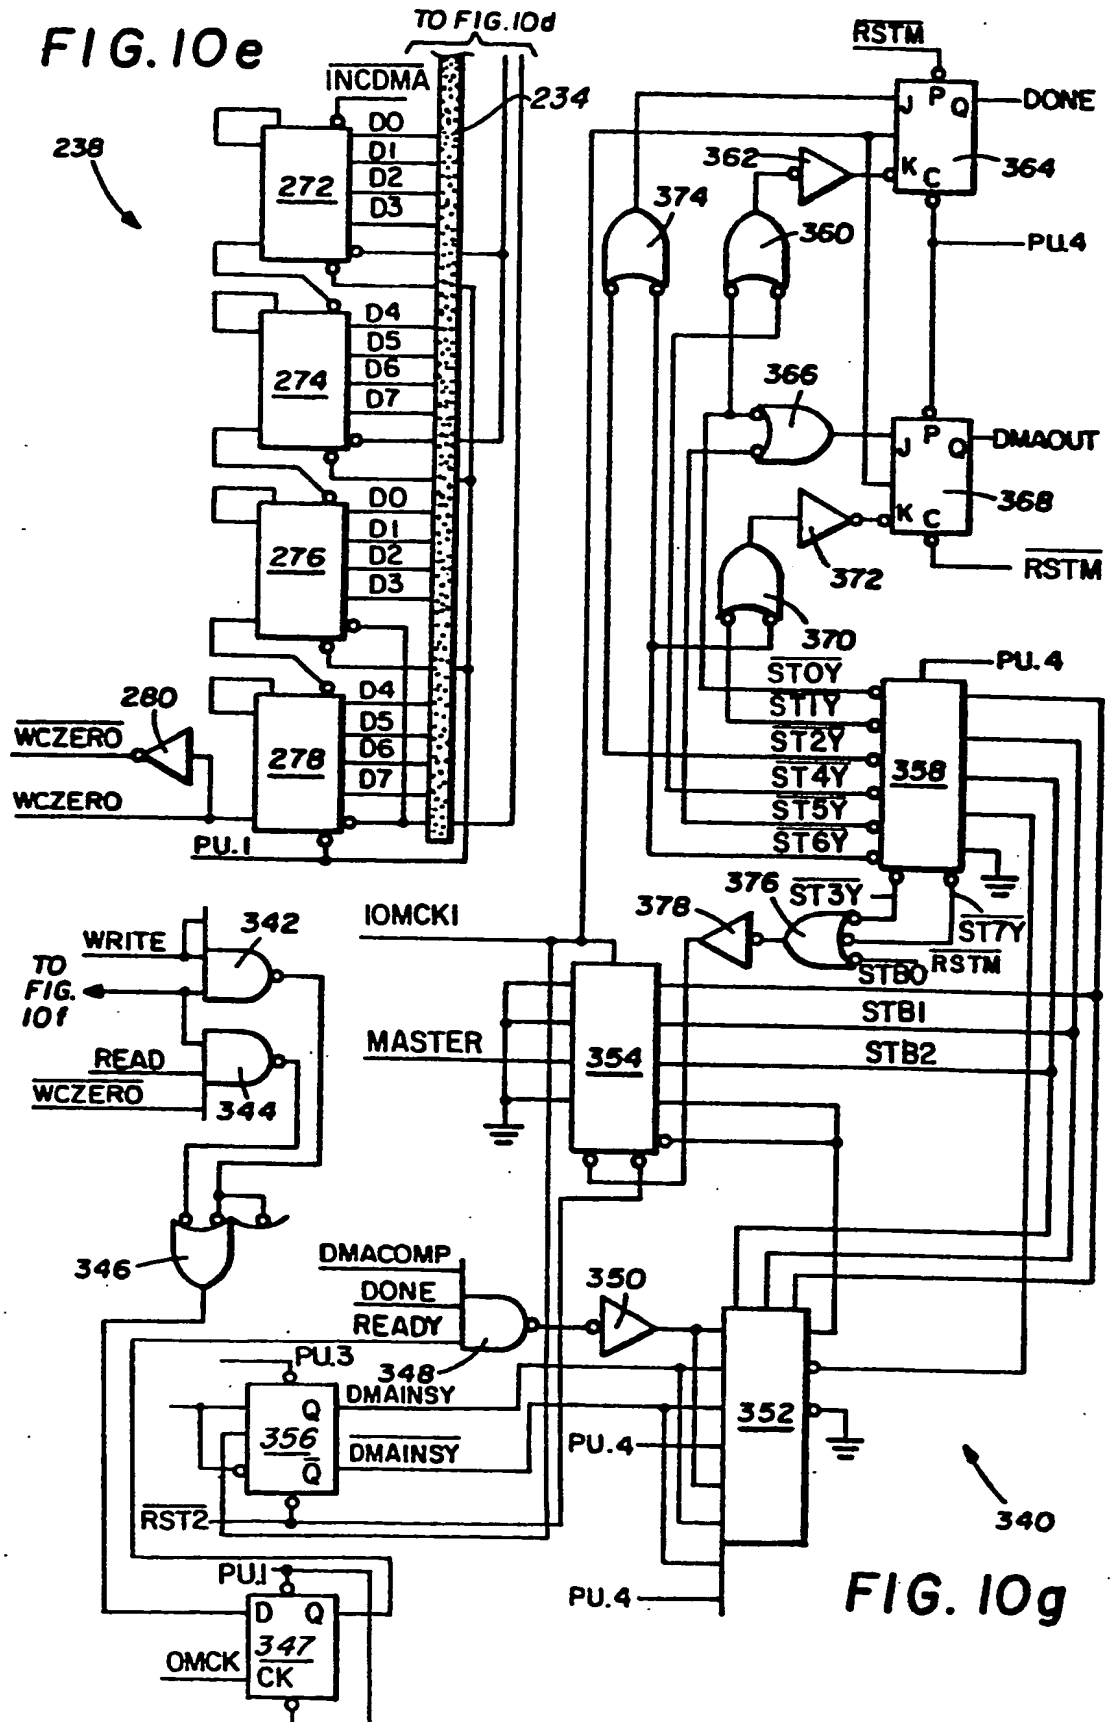 FIG. 10e
TO FIG. 10d
INCDMA
234
238
D0
D1
D2
D3
272
D4
D5
D6
D7
274
D0
D1
D2
D3
276
D4
D5
D6
D7
278
280
WCZERO
WCZERO
PU.1
RSTM
J P Q
K C
DONE
364
362
374
360
PU.4
366
J P Q
K C
DMAOUT
368
372
RSTM
370
PU.4
ST0Y
ST1Y
ST2Y
ST4Y
ST5Y
ST6Y
358
376
ST3Y
ST7Y
378
RSTM
IOMCK1
STB0
STB1
STB2
MASTER
354
WRITE
342
TO
FIG.
10f
READ
WCZERO
344
346
DMACOMP
DONE
READY
348
350
PU.3
DMAINSY
Q
356
Q
DMAINSY
RST2
352
PU.4
PU.4
340
PU.1
D Q
347
CK
OMCK
FIG. 10g